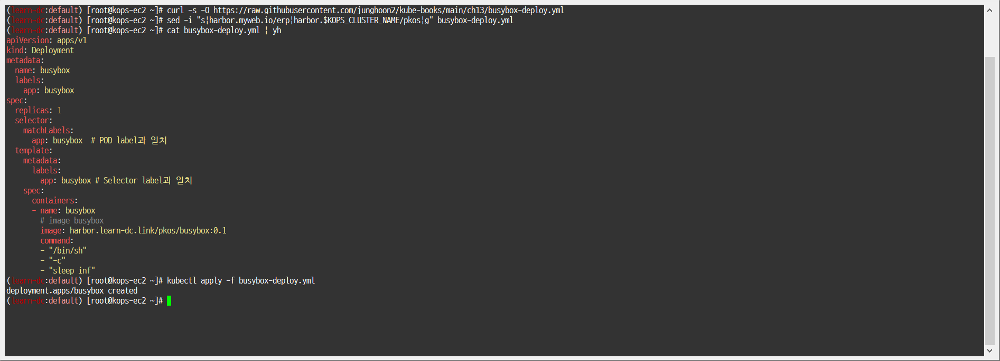 (learn-dc:default) [root@kops-ec2 ~]# curl -s -O https://raw.githubusercontent.com/junghoon2/kube-books/main/ch13/busybox-deploy.yml
(learn-dc:default) [root@kops-ec2 ~]# sed -i "s|harbor.myweb.io/erp|harbor.$KOPS_CLUSTER_NAME/pkos|g" busybox-deploy.yml
(learn-dc:default) [root@kops-ec2 ~]# cat busybox-deploy.yml | yh
apiVersion: apps/v1
kind: Deployment
metadata:
  name: busybox
  labels:
    app: busybox
spec:
  replicas: 1
  selector:
    matchLabels:
      app: busybox  # POD label과 일치
  template:
    metadata:
      labels:
        app: busybox # Selector label과 일치
    spec:
      containers:
      - name: busybox
        # image busybox
        image: harbor.learn-dc.link/pkos/busybox:0.1
        command:
        - "/bin/sh"
        - "-c"
        - "sleep inf"
(learn-dc:default) [root@kops-ec2 ~]# kubectl apply -f busybox-deploy.yml
deployment.apps/busybox created
(learn-dc:default) [root@kops-ec2 ~]#